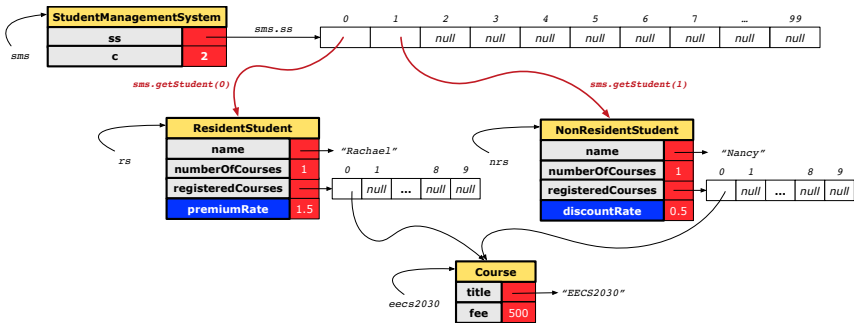 StudentManagementSystem
ss
c
2
sms
sms.ss
0 1 2 3 4 5 6 7 … 99
null null null null null null null null
sms.getStudent(0)
sms.getStudent(1)
ResidentStudent
name
numberOfCourses 1
registeredCourses
premiumRate 1.5
rs
"Rachael"
0 1 8 9
null ... null null
NonResidentStudent
name
numberOfCourses 1
registeredCourses
discountRate 0.5
nrs
"Nancy"
0 1 8 9
null ... null null
Course
title
fee 500
eecs2030
"EECS2030"